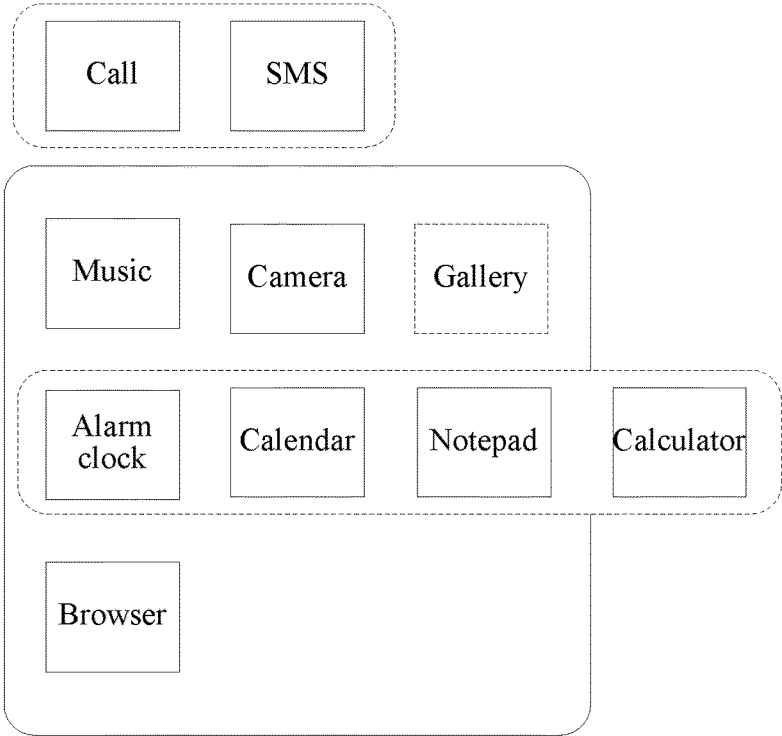 Call
SMS
Music
Camera
Gallery
Alarm
clock
Calendar
Notepad
Calculator
Browser